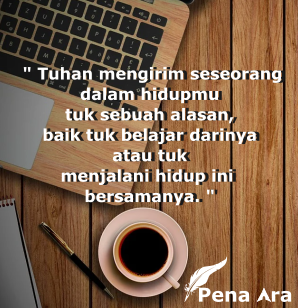 " Tuhan mengirim seseorang
dalam hidupmu
tuk sebuah alasan,
baik tuk belajar darinya
atau tuk
menjalani hidup ini
bersamanya. "
Pena Ara